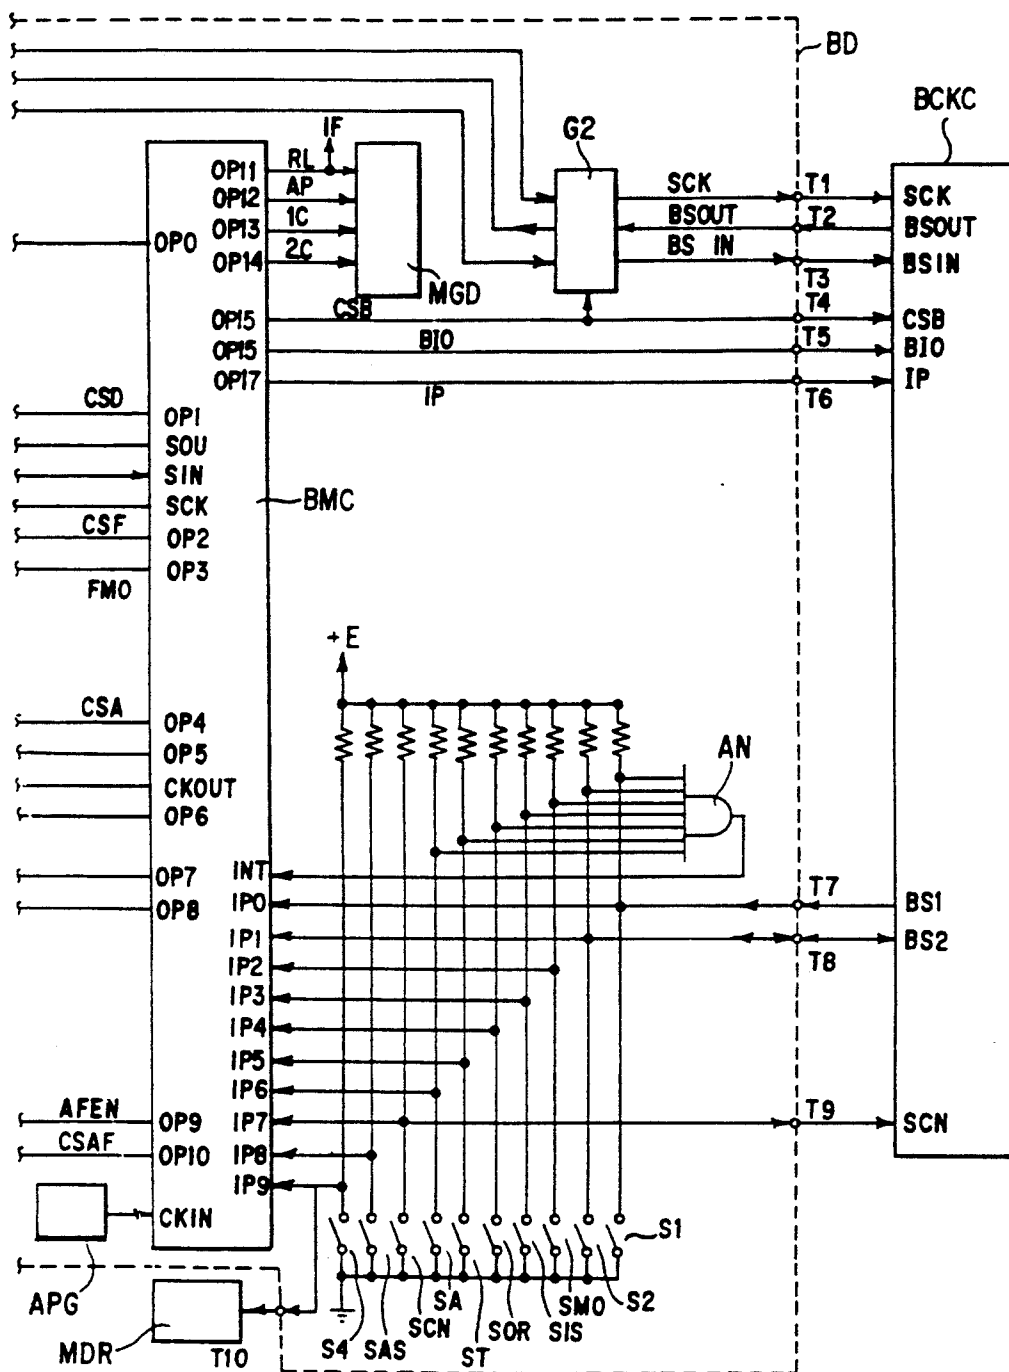 BD
BCKC
IF
G2
OP11 RL
SCK T1 SCK
OP12 AP
BSOUT T2 BSOUT
OP13 1C
OP0
BS IN BSIN
OP14 2C
T3
MGD
CSB T4
OP15 CSB
BIO T5 BIO
OP15
OP17 IP
IP T6
CSD OP1
SOU
SIN
BMC
SCK
CSF OP2
OP3
FMO
+E
CSA OP4
OP5
AN
CKOUT
OP6
OP7 INT
T7
OP8 IP0 BS1
IP1 BS2
T8
IP2
IP3
IP4
IP5
IP6
AFEN OP9 IP7 T9 SCN
CSAF OP10 IP8
IP9
CKIN
S1
APG
SA SMO S2
SCN SOR SIS
MDR T10 S4 SAS ST